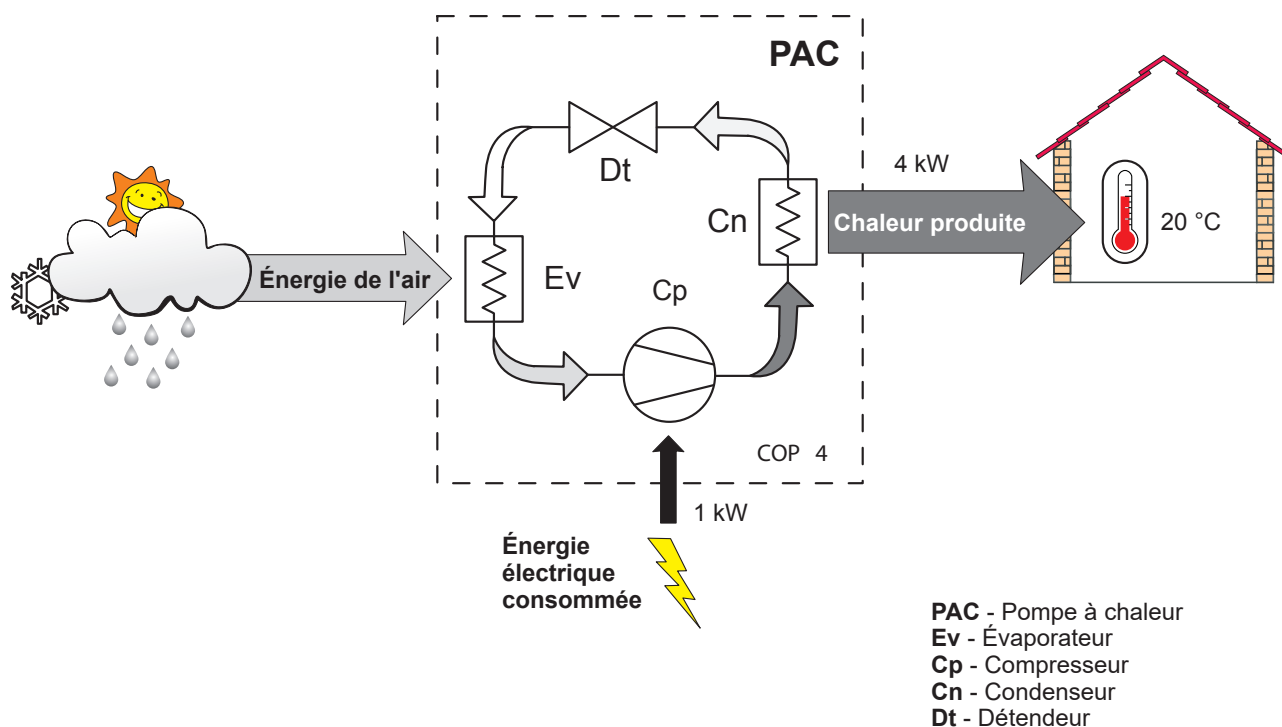 PAC
Dt
4 kW
Cn
Chaleur produite
20 °C
Énergie de l'air
Ev
Cp
COP 4
1 kW
Énergie
électrique
consommée
PAC - Pompe à chaleur
Ev - Évaporateur
Cp - Compresseur
Cn - Condenseur
Dt - Détendeur